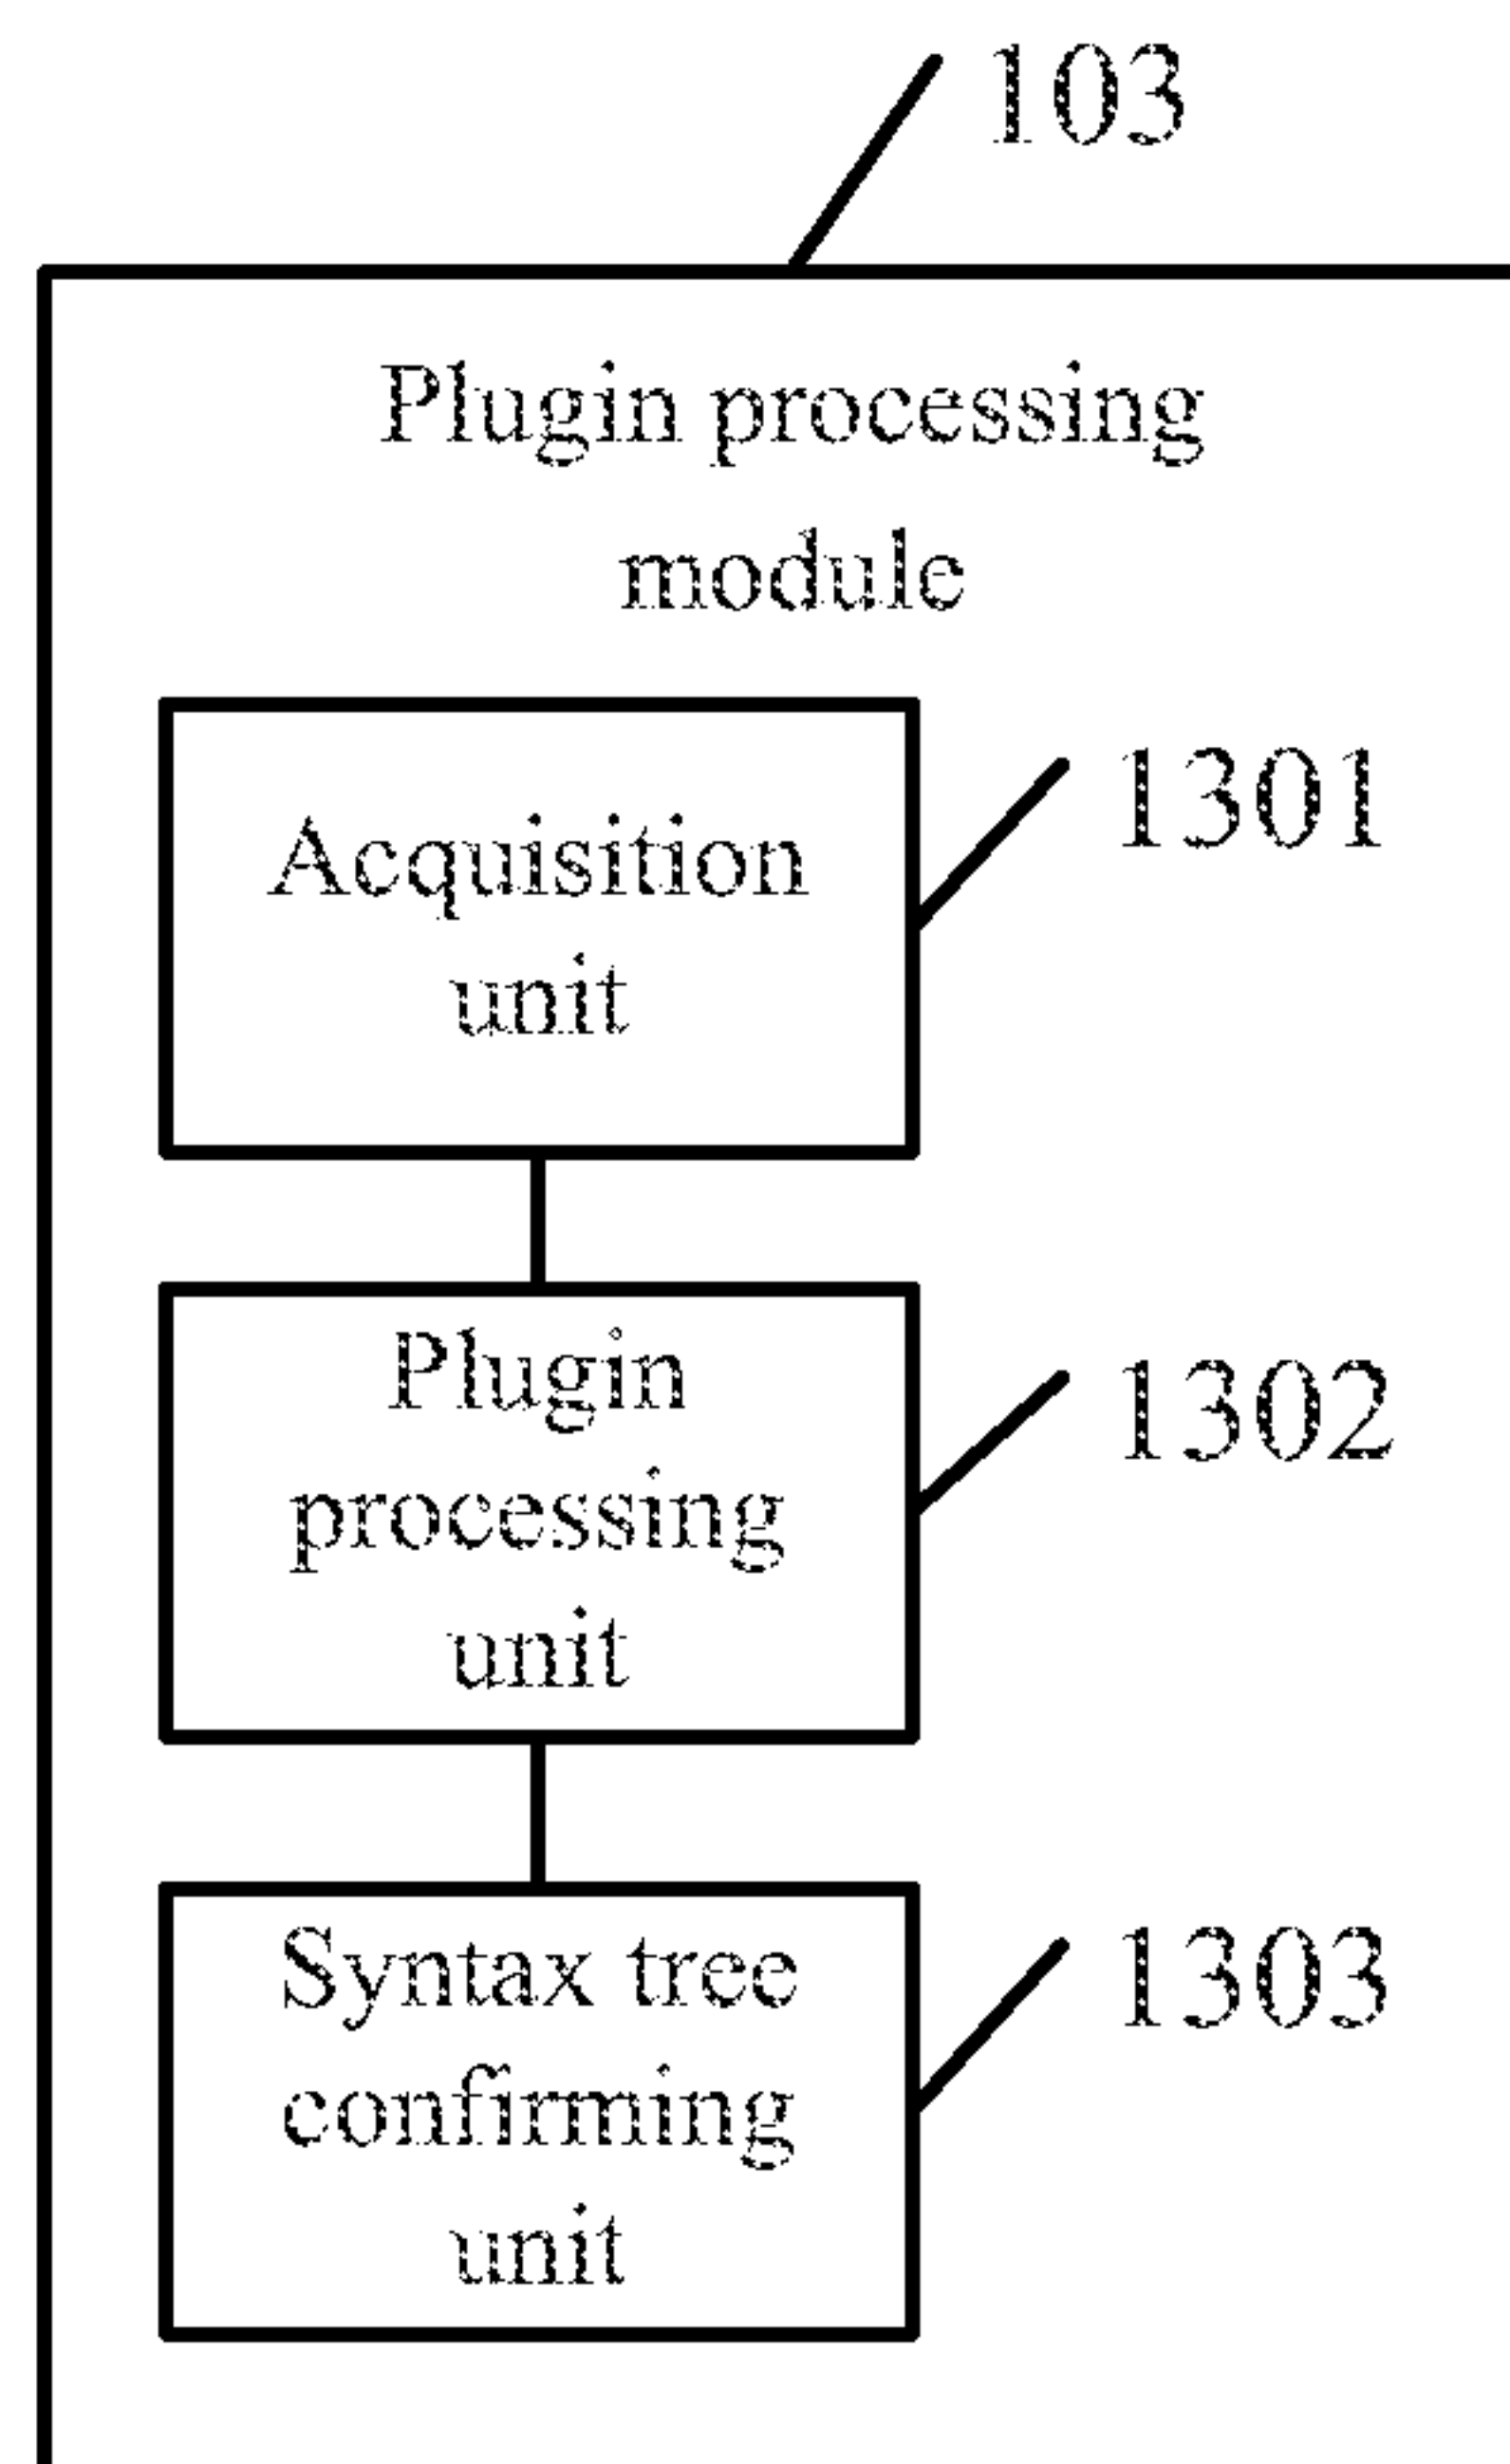 103
Plugin processing
module
Acquisition
unit
1301
Plugin
processing
unit
1302
Syntax tree
confirming
unit
1303